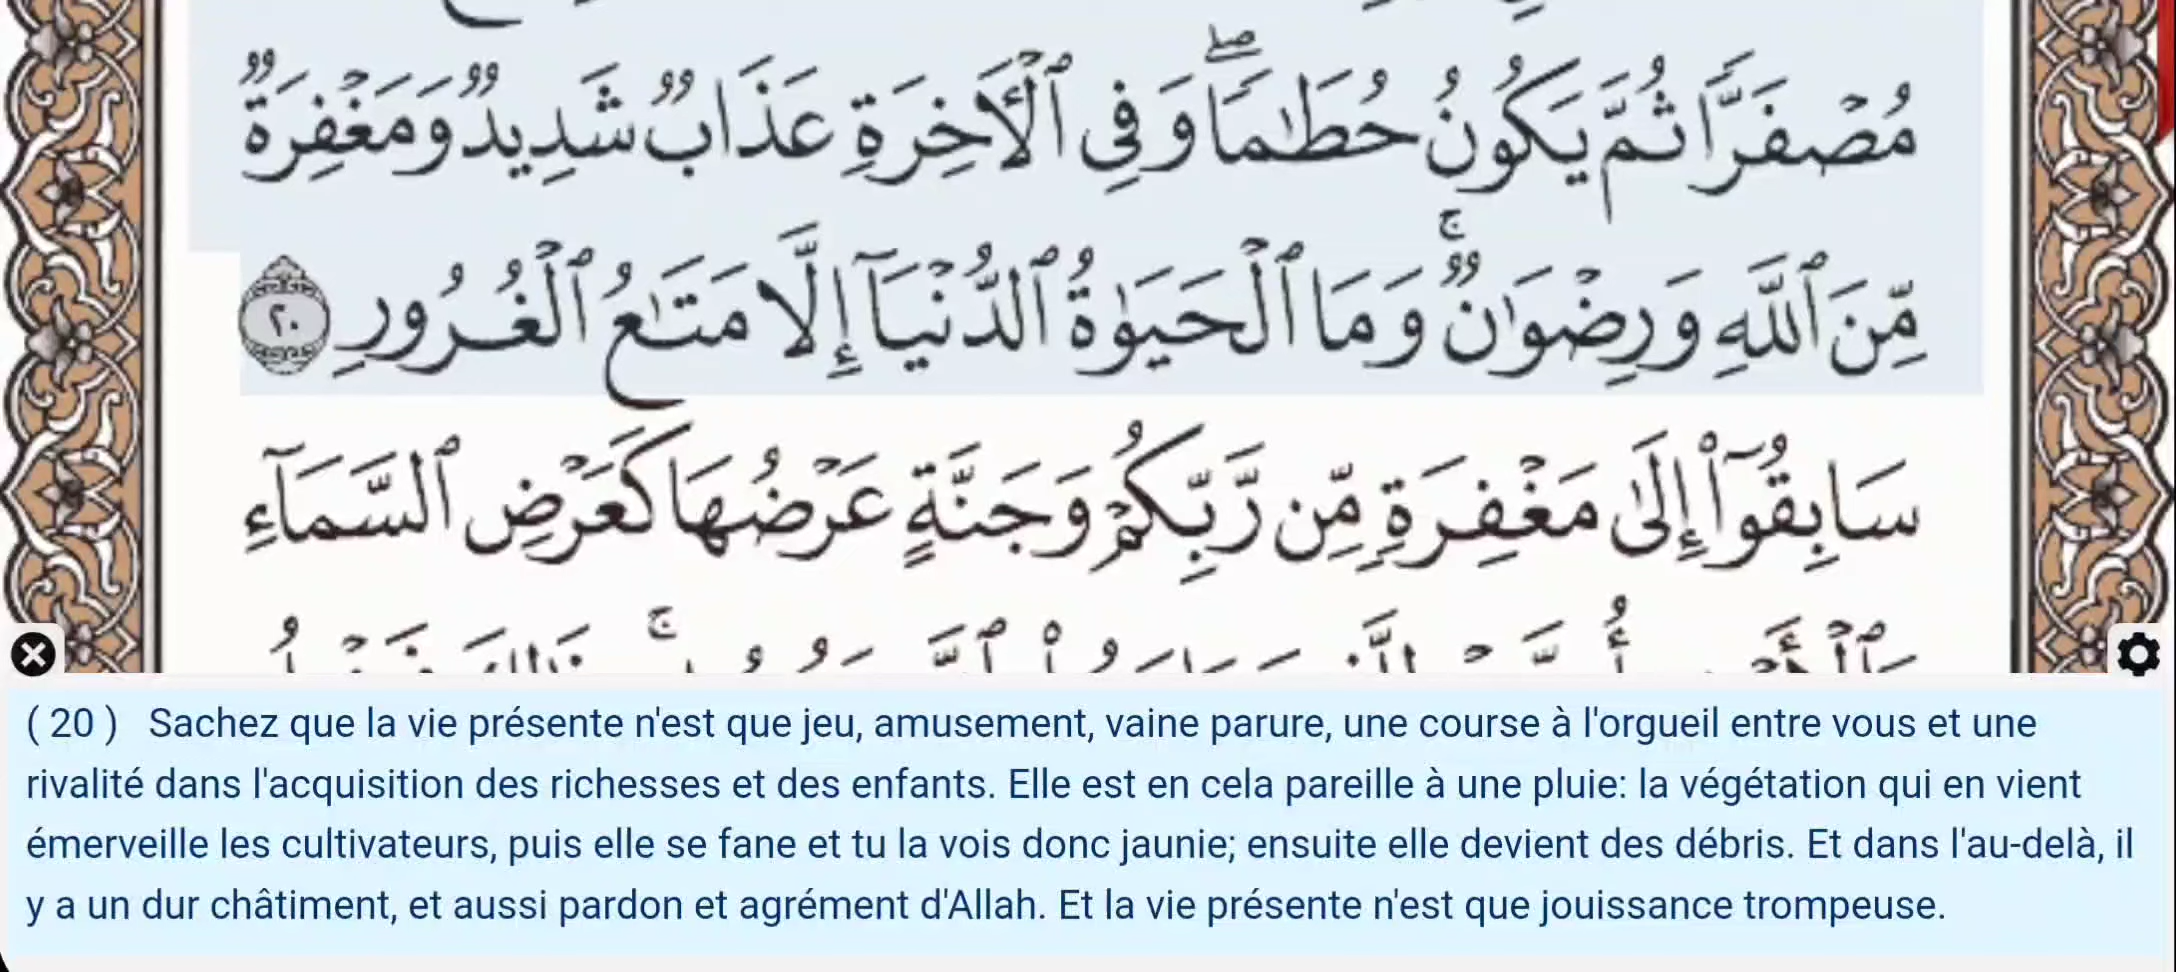 مُصْفَرًّا ثُمَّ يَكُونُ حُطَٰمًا ۖ وَفِى ٱلْأَخِرَةِ عَذَابٌ شَدِيدٌ وَمَغْفِرَةٌ
مِّنَ ٱللَّهِ وَرِضْوَٰنٌ ۚ وَمَا ٱلْحَيَوٰةُ ٱلدُّنْيَآ إِلَّا مَتَٰعُ ٱلْغُرُورِ ٢٠
سَابِقُوٓا۟ إِلَىٰ مَغْفِرَةٍ مِّن رَّبِّكُمْ وَجَنَّةٍ عَرْضُهَا كَعَرْضِ ٱلسَّمَآءِ
( 20 ) Sachez que la vie présente n'est que jeu, amusement, vaine parure, une course à l'orgueil entre vous et une
rivalité dans l'acquisition des richesses et des enfants. Elle est en cela pareille à une pluie: la végétation qui en vient
émerveille les cultivateurs, puis elle se fane et tu la vois donc jaunie; ensuite elle devient des débris. Et dans l'au-delà, il
y a un dur châtiment, et aussi pardon et agrément d'Allah. Et la vie présente n'est que jouissance trompeuse.